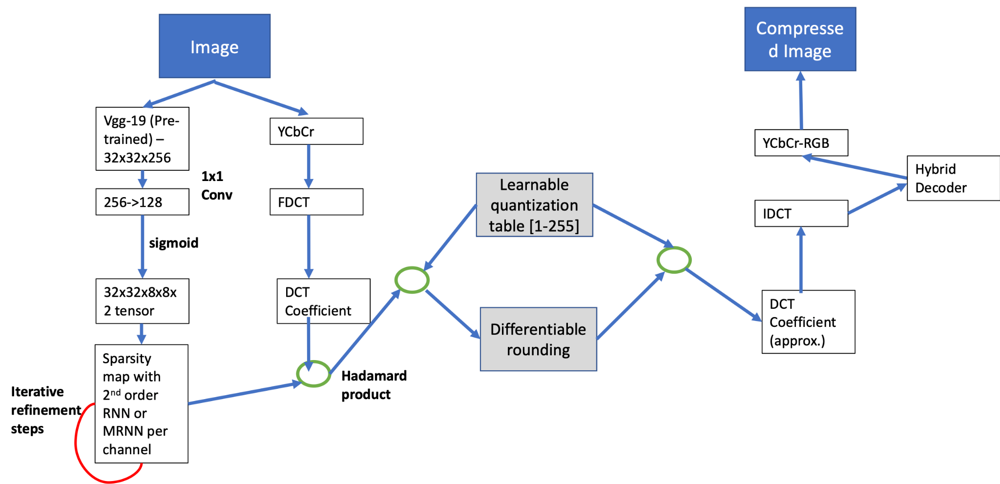 Image
Compresse
d Image
Vgg-19 (Pre-
trained) –
32x32x256
YCbCr
1x1
Conv
256->128
FDCT
sigmoid
32x32x8x8x
2 tensor
DCT
Coefficient
Sparsity
map with
2nd order
RNN or
MRNN per
channel
Iterative
refinement
steps
Hadamard
product
Learnable
quantization
table [1-255]
Differentiable
rounding
DCT
Coefficient
(approx.)
IDCT
Hybrid
Decoder
YCbCr-RGB